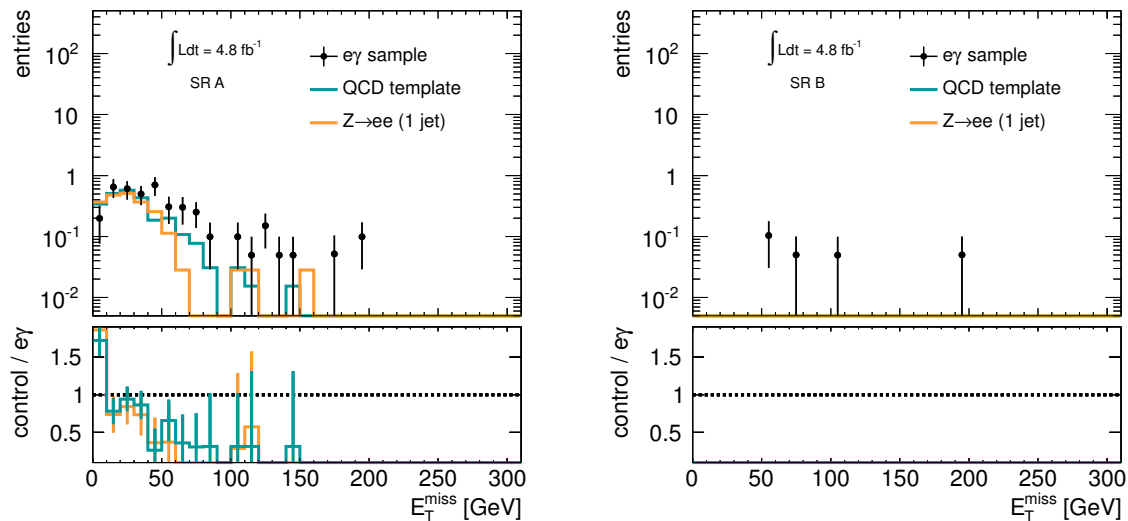 entries
10²
10
1
10⁻¹
10⁻²
∫Ldt = 4.8 fb⁻¹
SR A
eγ sample
QCD template
Z→ee (1 jet)
control / eγ
1.5
1
0.5
0 50 100 150 200 250 300
E_T^miss [GeV]
entries
10²
10
1
10⁻¹
10⁻²
∫Ldt = 4.8 fb⁻¹
SR B
eγ sample
QCD template
Z→ee (1 jet)
control / eγ
1.5
1
0.5
0 50 100 150 200 250 300
E_T^miss [GeV]